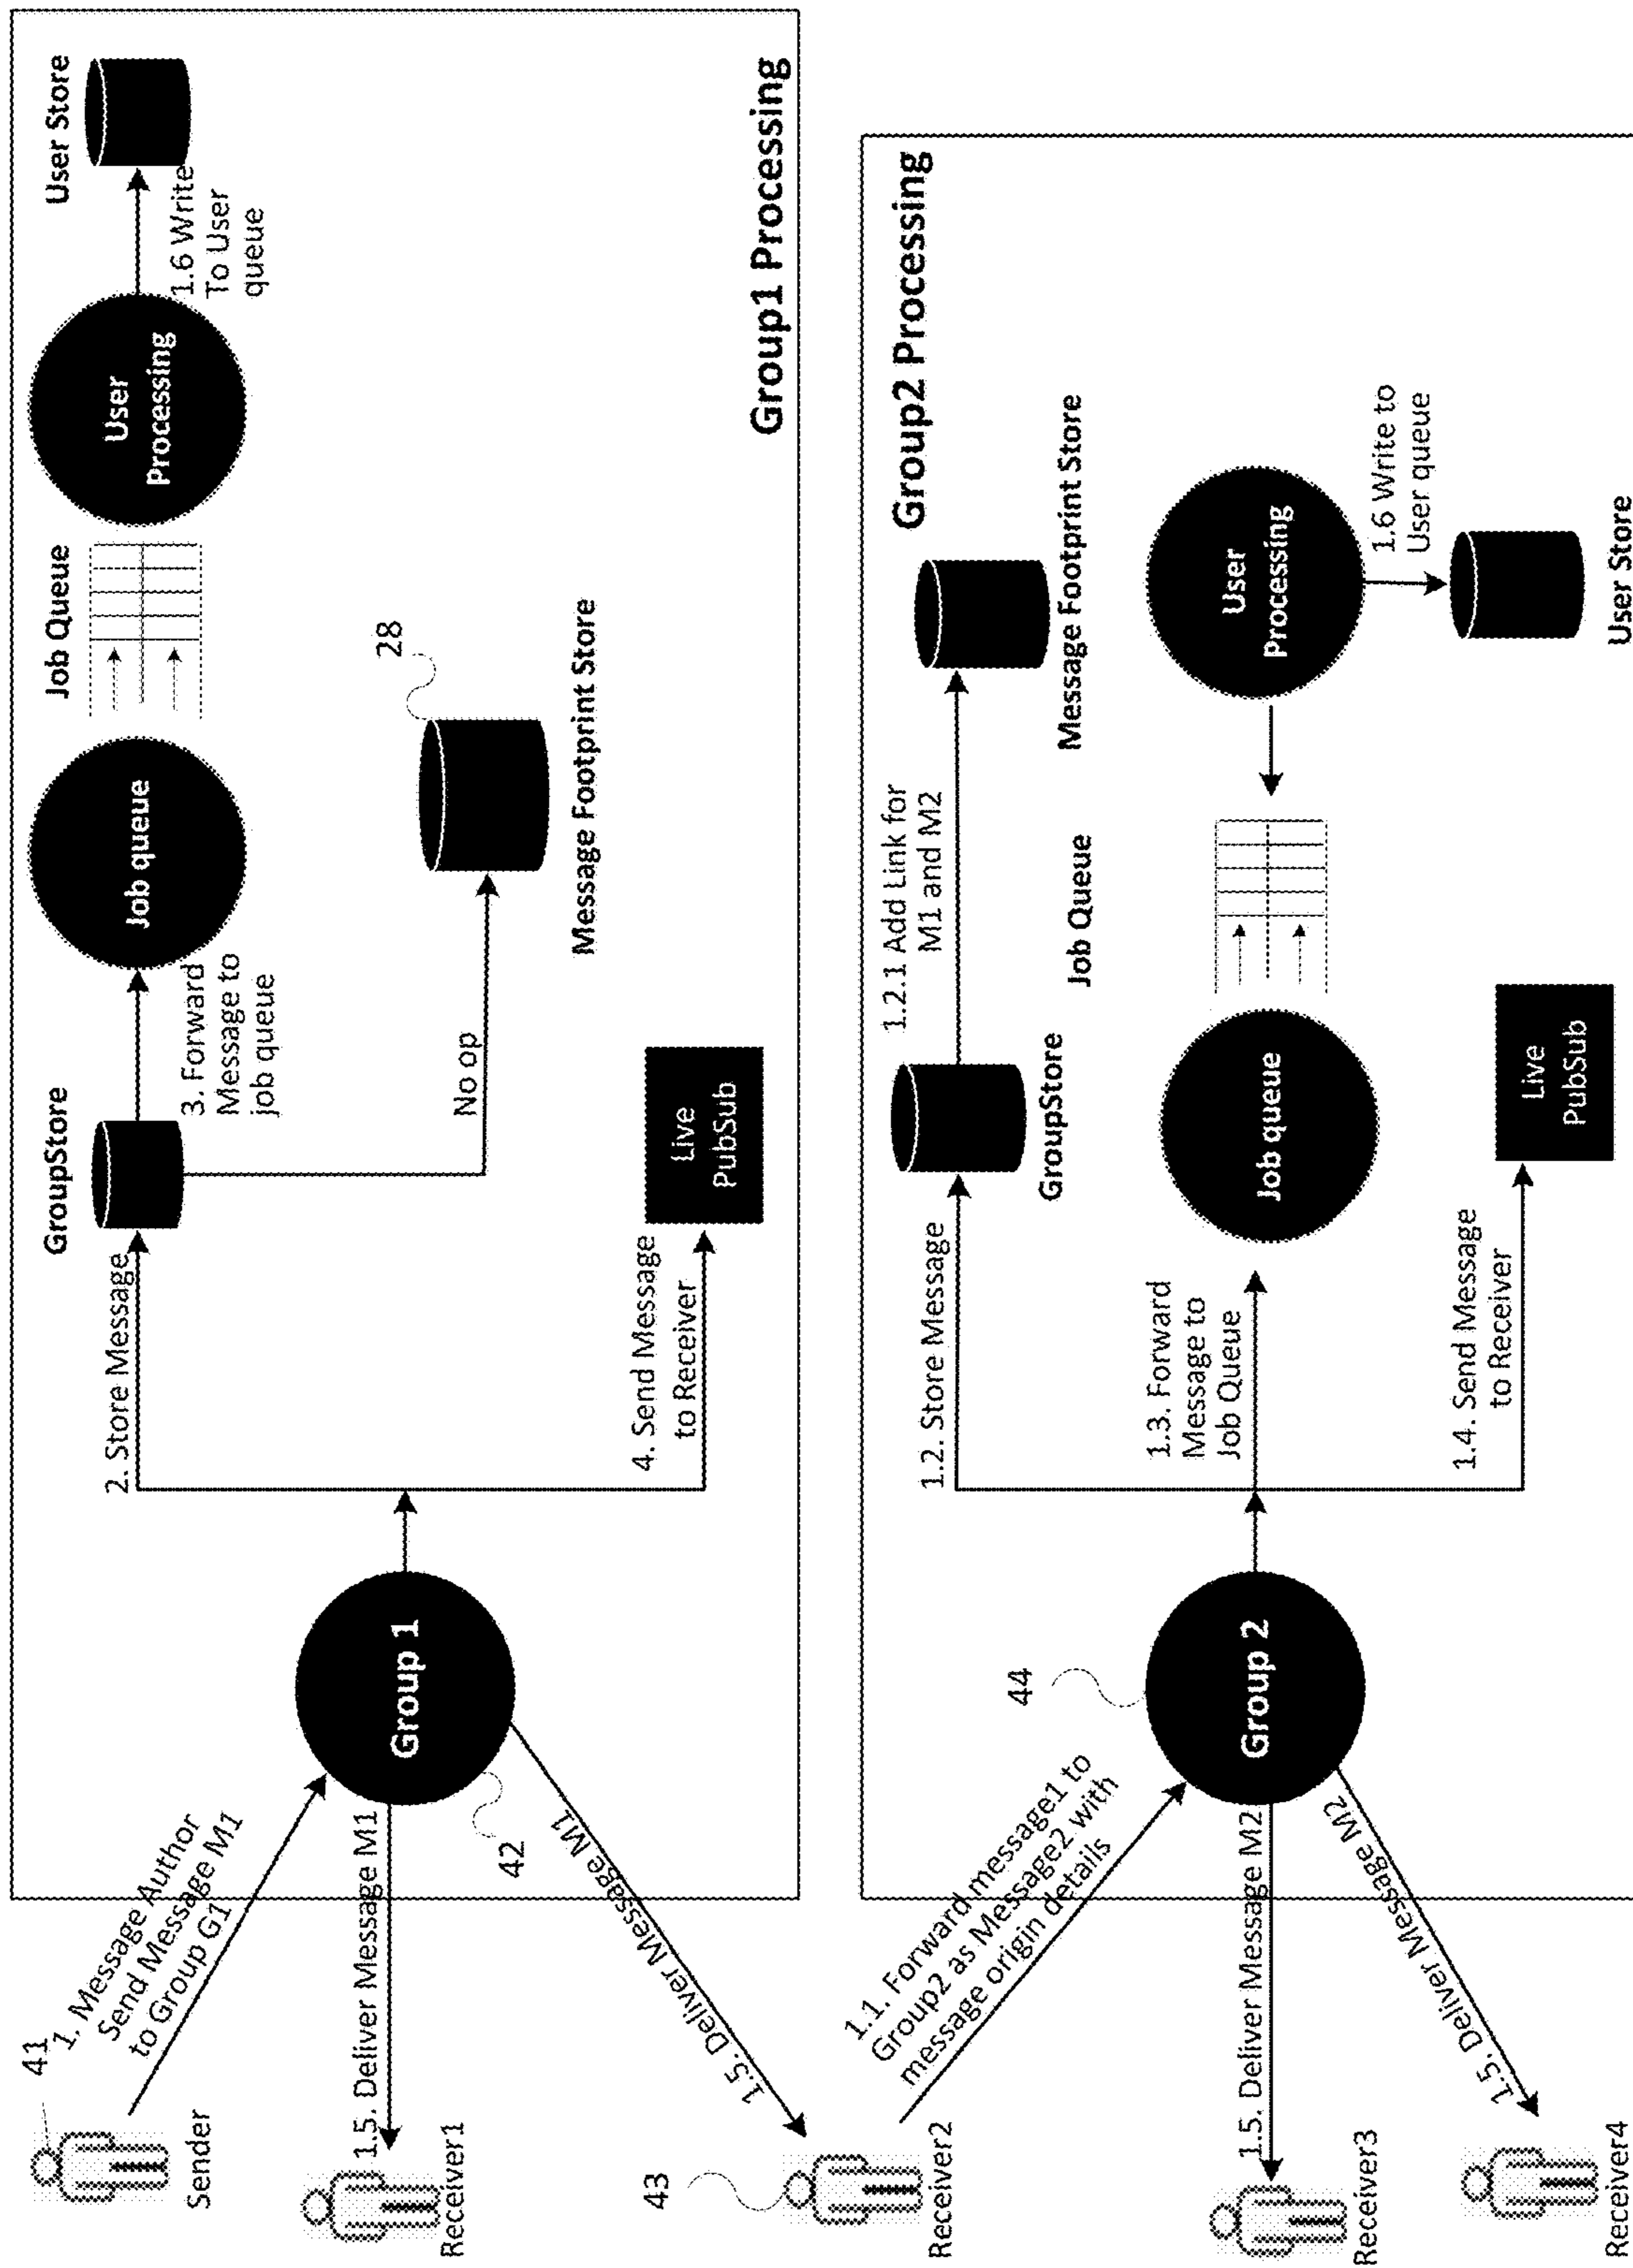 41
1. Message Author
Send Message M1
to Group G1
Sender
1.5. Deliver Message M1
Receiver1
Group 1
42
1.5. Deliver Message M1
2. Store Message
GroupStore
3. Forward
Message to
job queue
Job queue
Job Queue
User
Processing
1.6 Write
To User
queue
User Store
No op
28
Message Footprint Store
4. Send Message
to Receiver
Live
PubSub
Group1 Processing
43
Receiver2
1.1. Forward message1 to
Group2 as Message2 with
message origin details
44
Group 2
1.5. Deliver Message M2
Receiver3
1.5. Deliver Message M2
Receiver4
1.2. Store Message
GroupStore
1.2.1 Add Link for
M1 and M2
Message Footprint Store
Group2 Processing
1.3. Forward
Message to
Job Queue
Job queue
Job Queue
User
Processing
1.6 Write to
User queue
User Store
1.4. Send Message
to Receiver
Live
PubSub